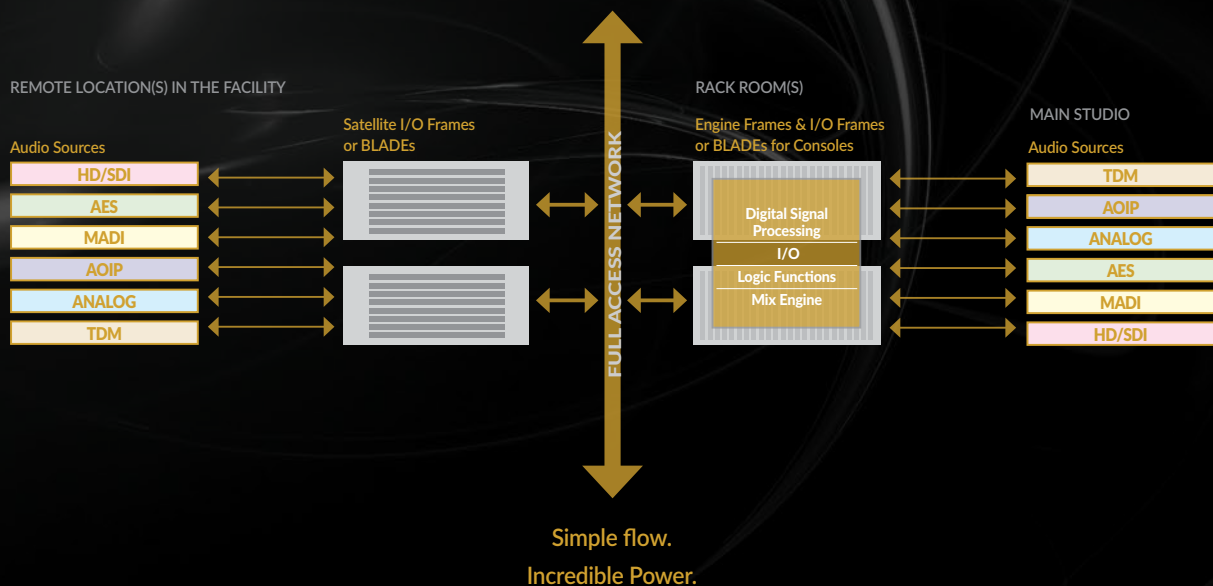 REMOTE LOCATION(S) IN THE FACILITY
Audio Sources
HD/SDI
AES
MADI
AOIP
ANALOG
TDM
Satellite I/O Frames
or BLADEs
FULL ACCESS NETWORK
RACK ROOM(S)
Engine Frames & I/O Frames
or BLADEs for Consoles
Digital Signal
Processing
I/O
Logic Functions
Mix Engine
MAIN STUDIO
Audio Sources
TDM
AOIP
ANALOG
AES
MADI
HD/SDI
Simple flow.
Incredible Power.